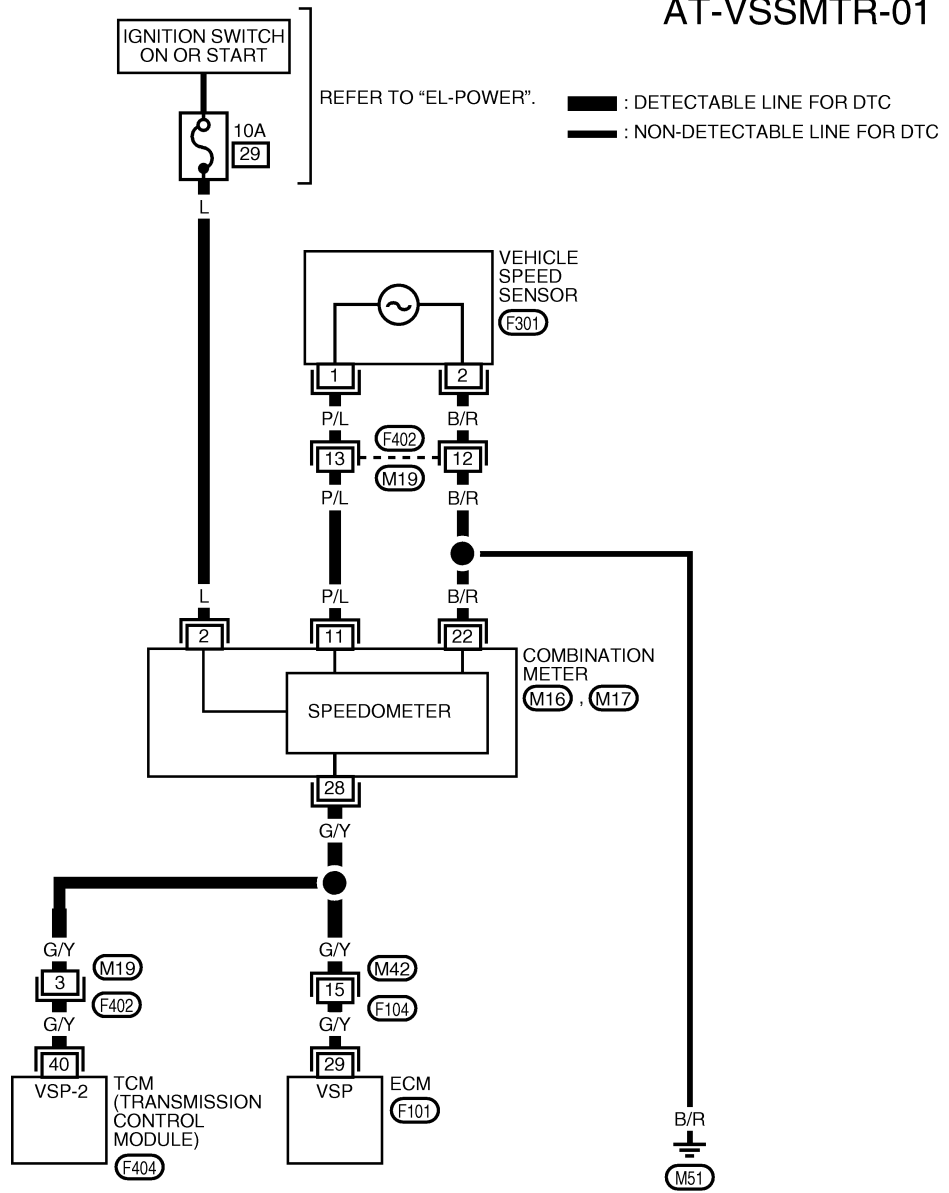 AT-VSSMTR-01
IGNITION SWITCH
ON OR START
REFER TO “EL-POWER”.
: DETECTABLE LINE FOR DTC
: NON-DETECTABLE LINE FOR DTC
10A
29
L
VEHICLE
SPEED
SENSOR
F301
1
2
P/L
B/R
13
F402
12
M19
P/L
B/R
L
P/L
B/R
2
11
22
COMBINATION
METER
M16 , M17
SPEEDOMETER
28
G/Y
G/Y
G/Y
3
M19
15
M42
F402
F104
G/Y
G/Y
40
29
VSP-2
VSP
TCM
(TRANSMISSION
CONTROL
MODULE)
F404
ECM
F101
B/R
M51